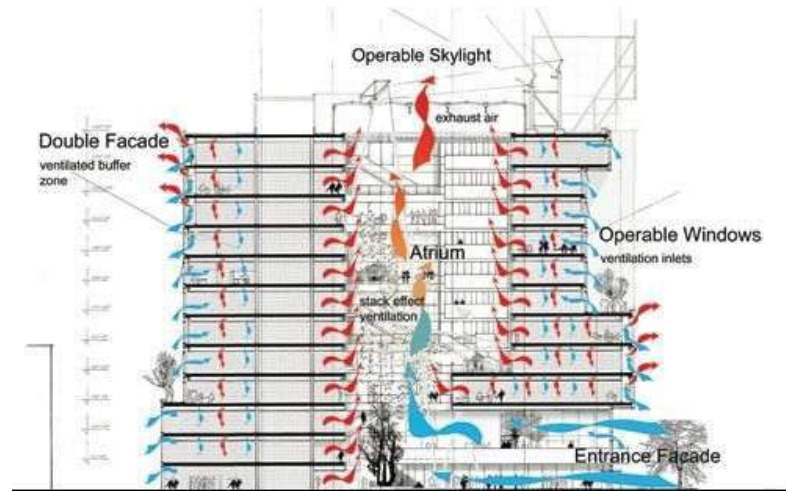 Operable Skylight
exhaust air
Double Facade
ventilated buffer
zone
Operable Windows
ventilation inlets
Atrium
stack effect
ventilation
Entrance Facade